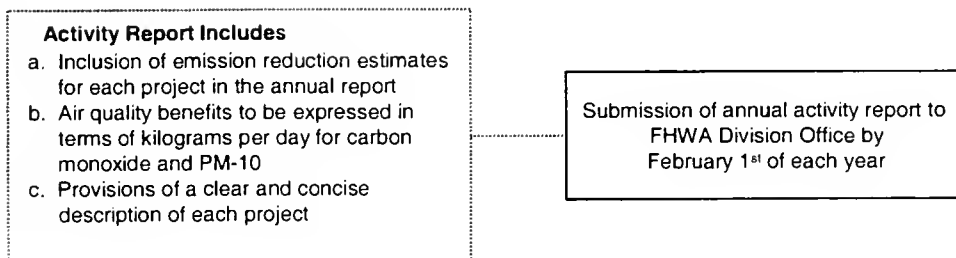 Activity Report Includes
a. Inclusion of emission reduction estimates
for each project in the annual report
b. Air quality benefits to be expressed in
terms of kilograms per day for carbon
monoxide and PM-10
c. Provisions of a clear and concise
description of each project
Submission of annual activity report to
FHWA Division Office by
February 1st of each year